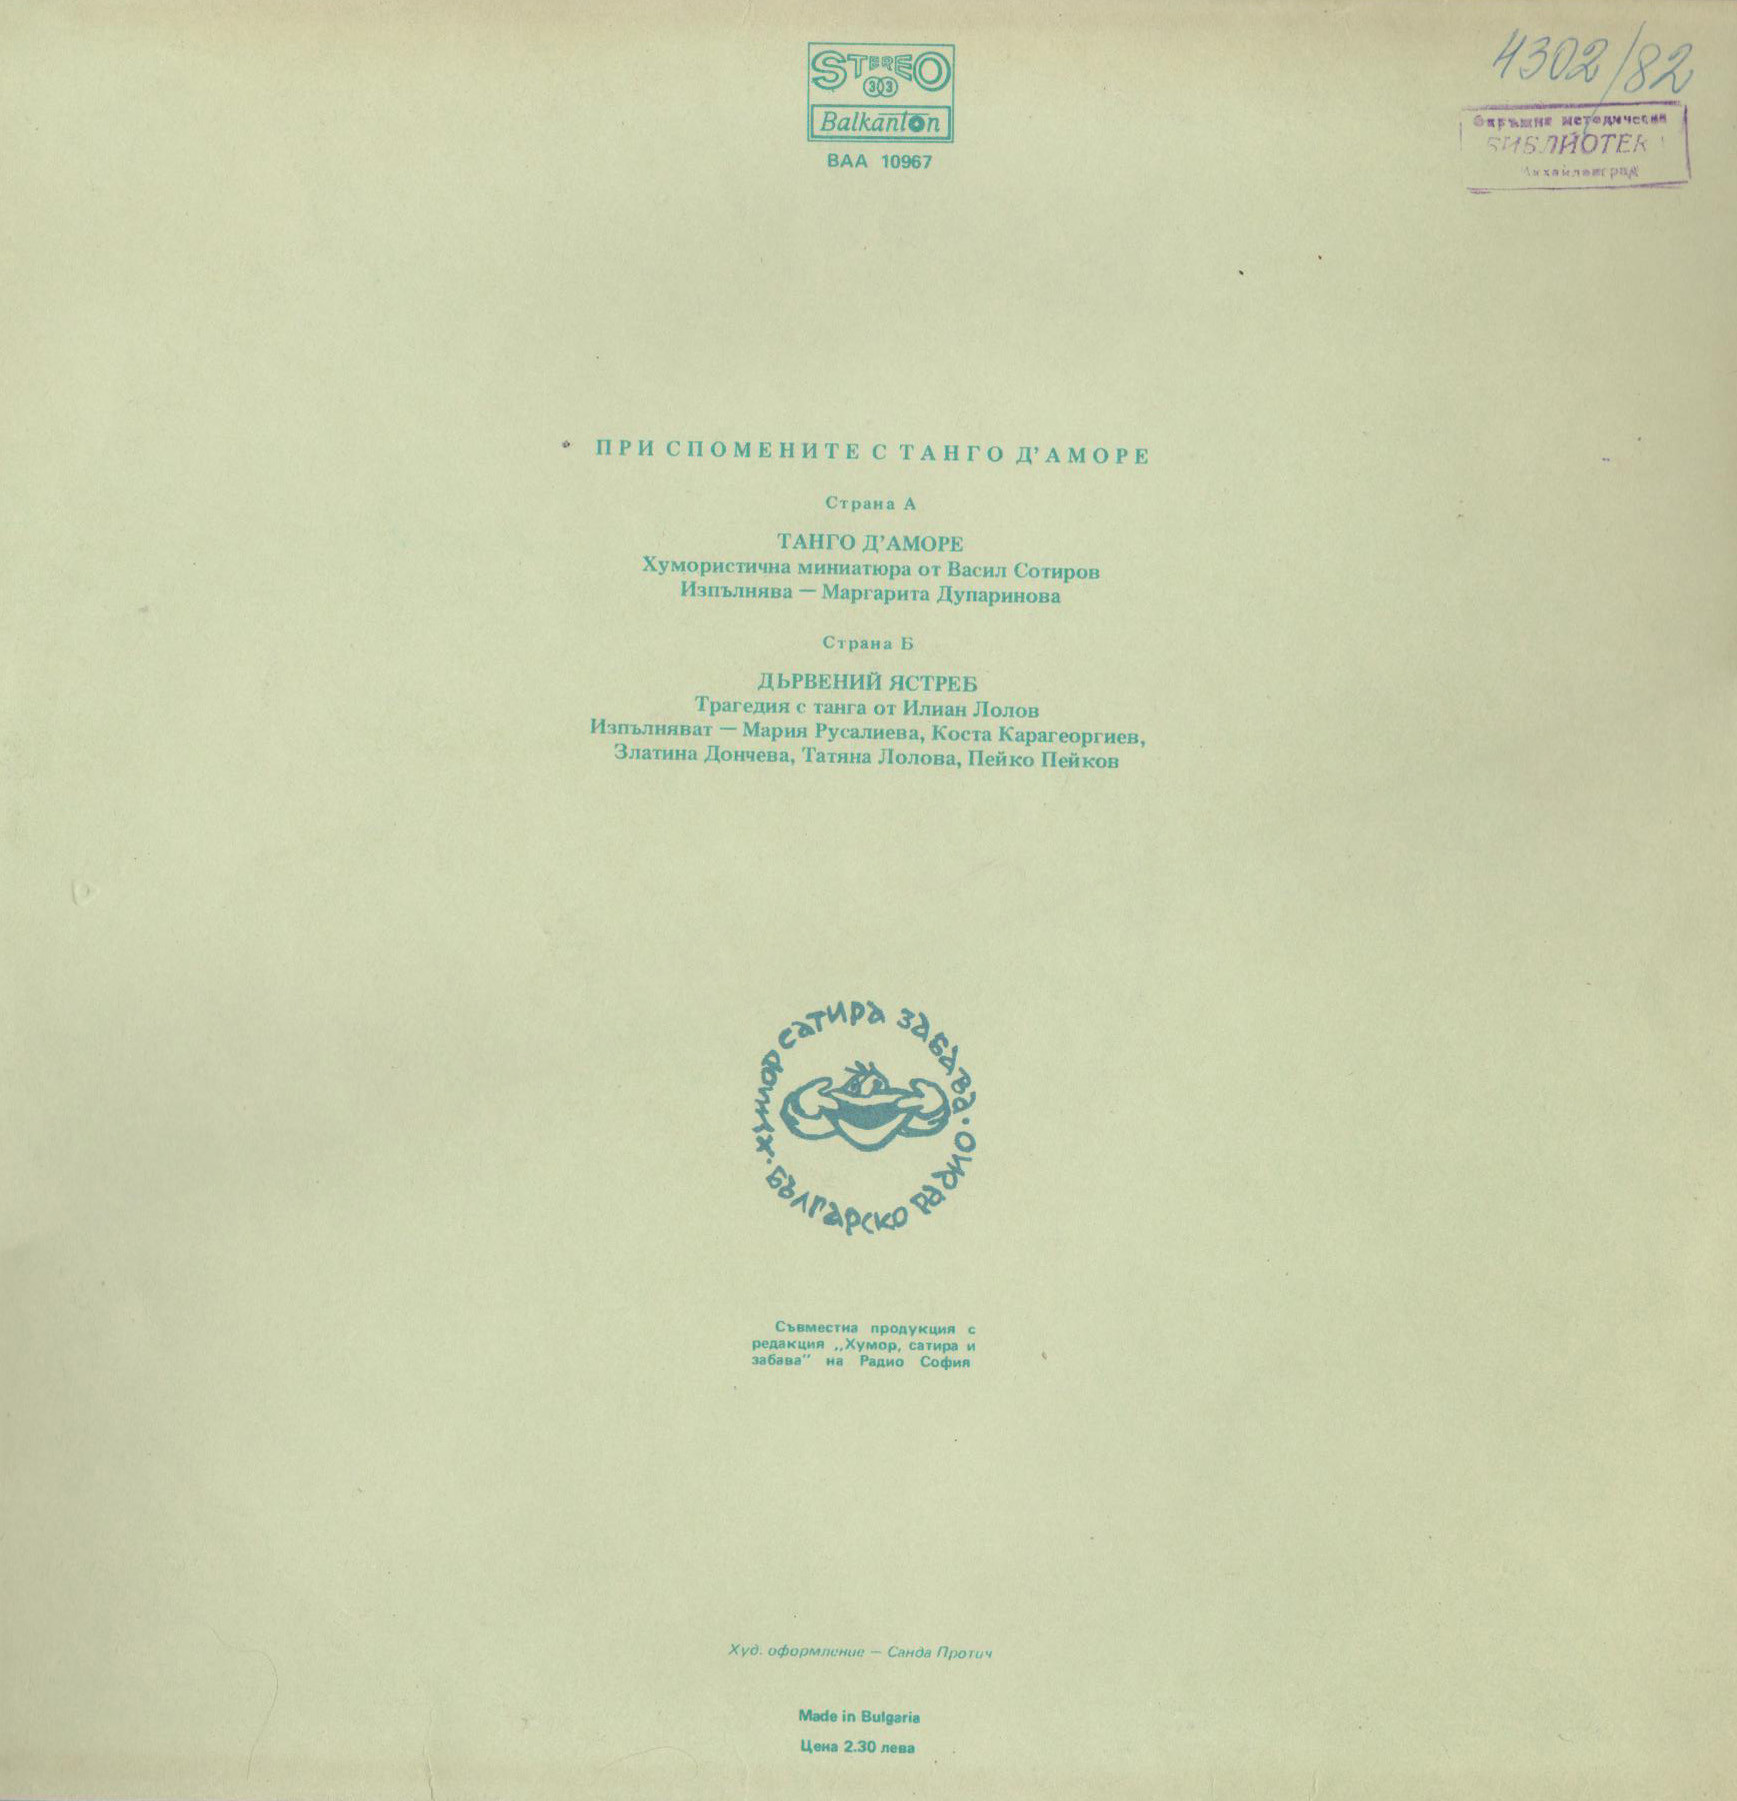 STEREO
33
Balkanton
ВАА 10967
4302/82
БИБЛИОТЕК
ПРИ СПОМЕНИТЕ С ТАНГО Д'АМОРЕ
Страна А
ТАНГО Д'АМОРЕ
Хумористична миниатюра от Васил Сотиров
Изпълнява — Маргарита Дупаринова
Страна Б
ДЬРВЕНИЙ ЯСТРЕБ
Трагедия с танга от Илиан Лолов
Изпълняват — Мария Русалиева, Коста Карагеоргиев,
Златина Дончева, Татяна Лолова, Пейко Пейков
хумор сатира забава · българско радио ·
Съвместна продукция с
редакция „Хумор, сатира и
забава" на Радио София
Худ. оформление — Санда Протич
Made in Bulgaria
Цена 2.30 лева